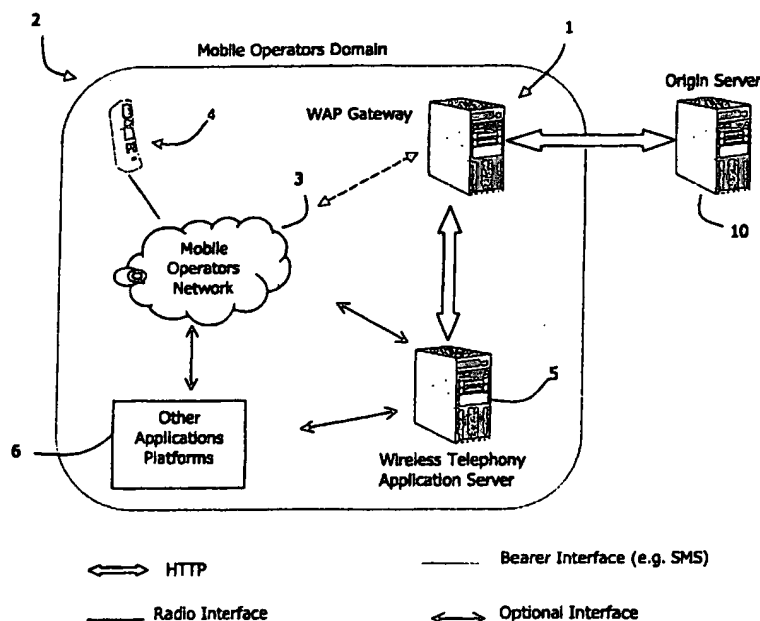 2
Mobile Operators Domain
1
Origin Server
4
WAP Gateway
3
10
Mobile
Operators
Network
5
Other
Applications
Platforms
6
Wireless Telephony
Application Server
HTTP
Bearer Interface (e.g. SMS)
Radio Interface
Optional Interface